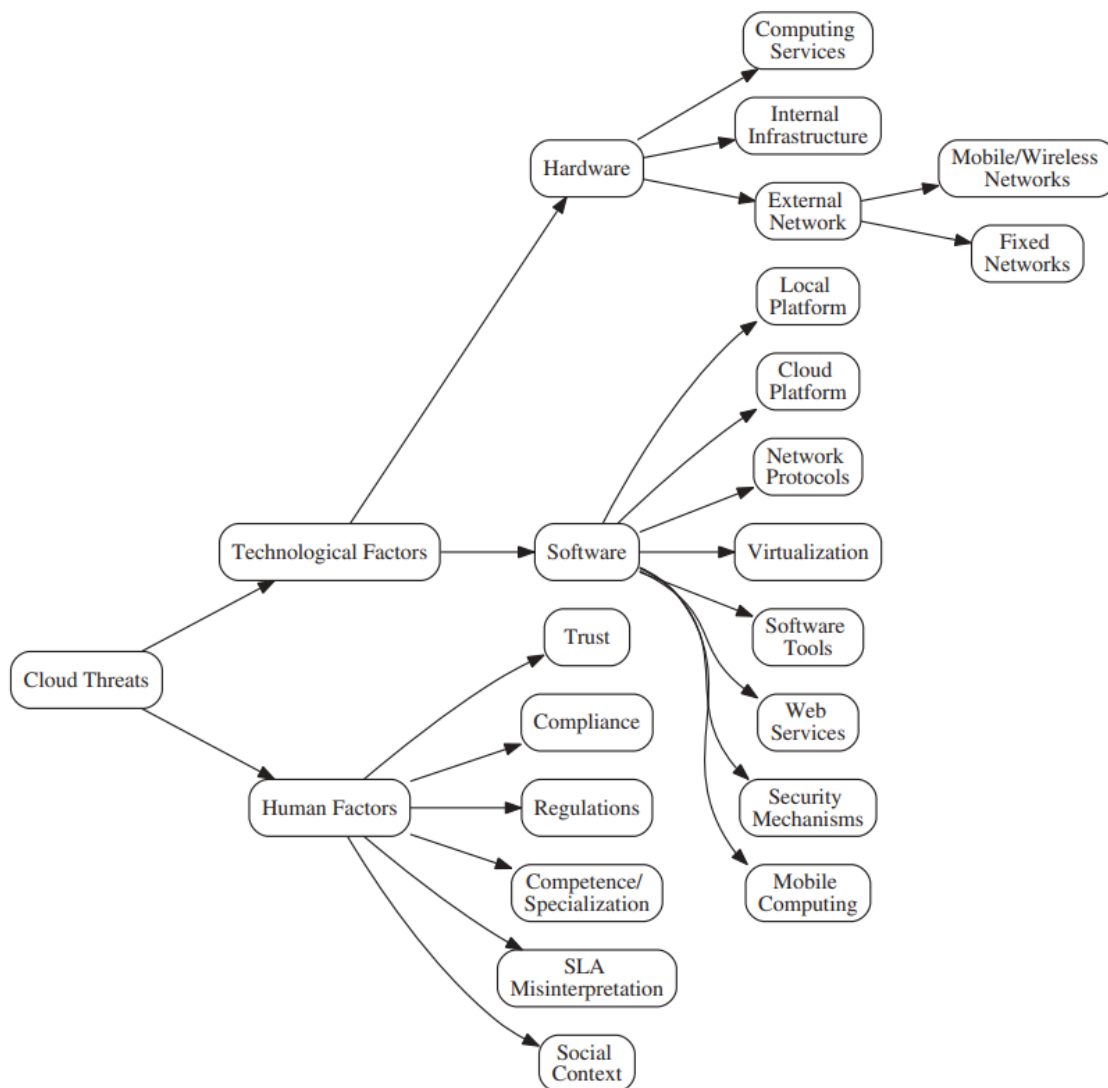 Computing
Services
Internal
Infrastructure
Hardware
Mobile/Wireless
Networks
External
Network
Fixed
Networks
Local
Platform
Cloud
Platform
Network
Protocols
Technological Factors
Software
Virtualization
Trust
Software
Tools
Cloud Threats
Compliance
Web
Services
Human Factors
Regulations
Security
Mechanisms
Competence/
Specialization
Mobile
Computing
SLA
Misinterpretation
Social
Context